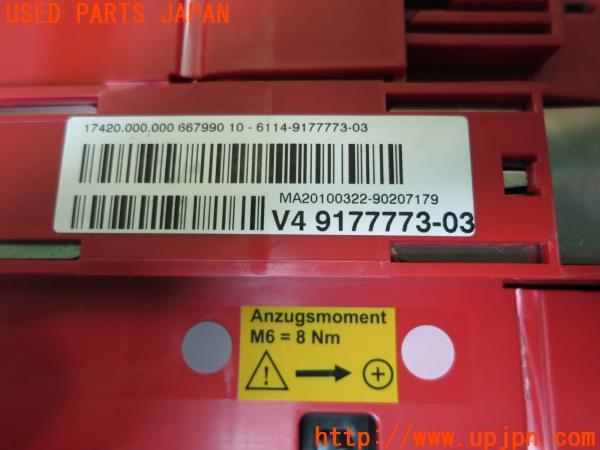 USED PARTS JAPAN
17420.000.000 667990 10 - 6114-9177773-03
MA20100322-90207179
V4 9177773-03
Anzugsmoment
M6 = 8 Nm
http://www.upjpn.com